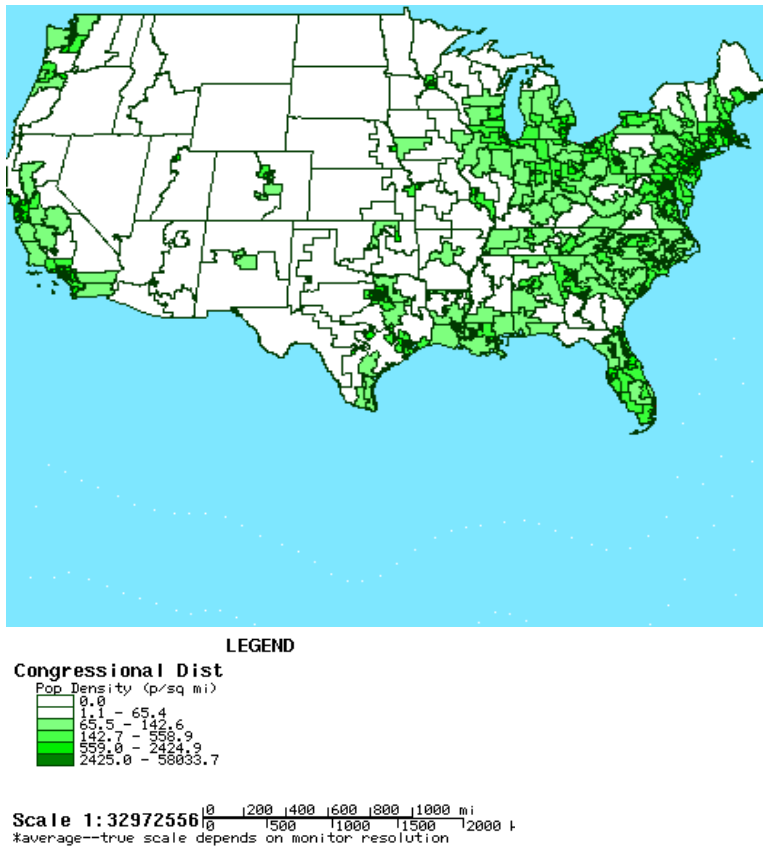 LEGEND
Congressional Dist
Pop Density (p/sq mi)
0.0
1.1 - 65.4
65.5 - 142.6
142.7 - 558.9
559.0 - 2424.9
2425.0 - 58033.7
0 200 400 600 800 1000 mi
Scale 1:32972556
0 500 1000 1500 2000 k
*average--true scale depends on monitor resolution